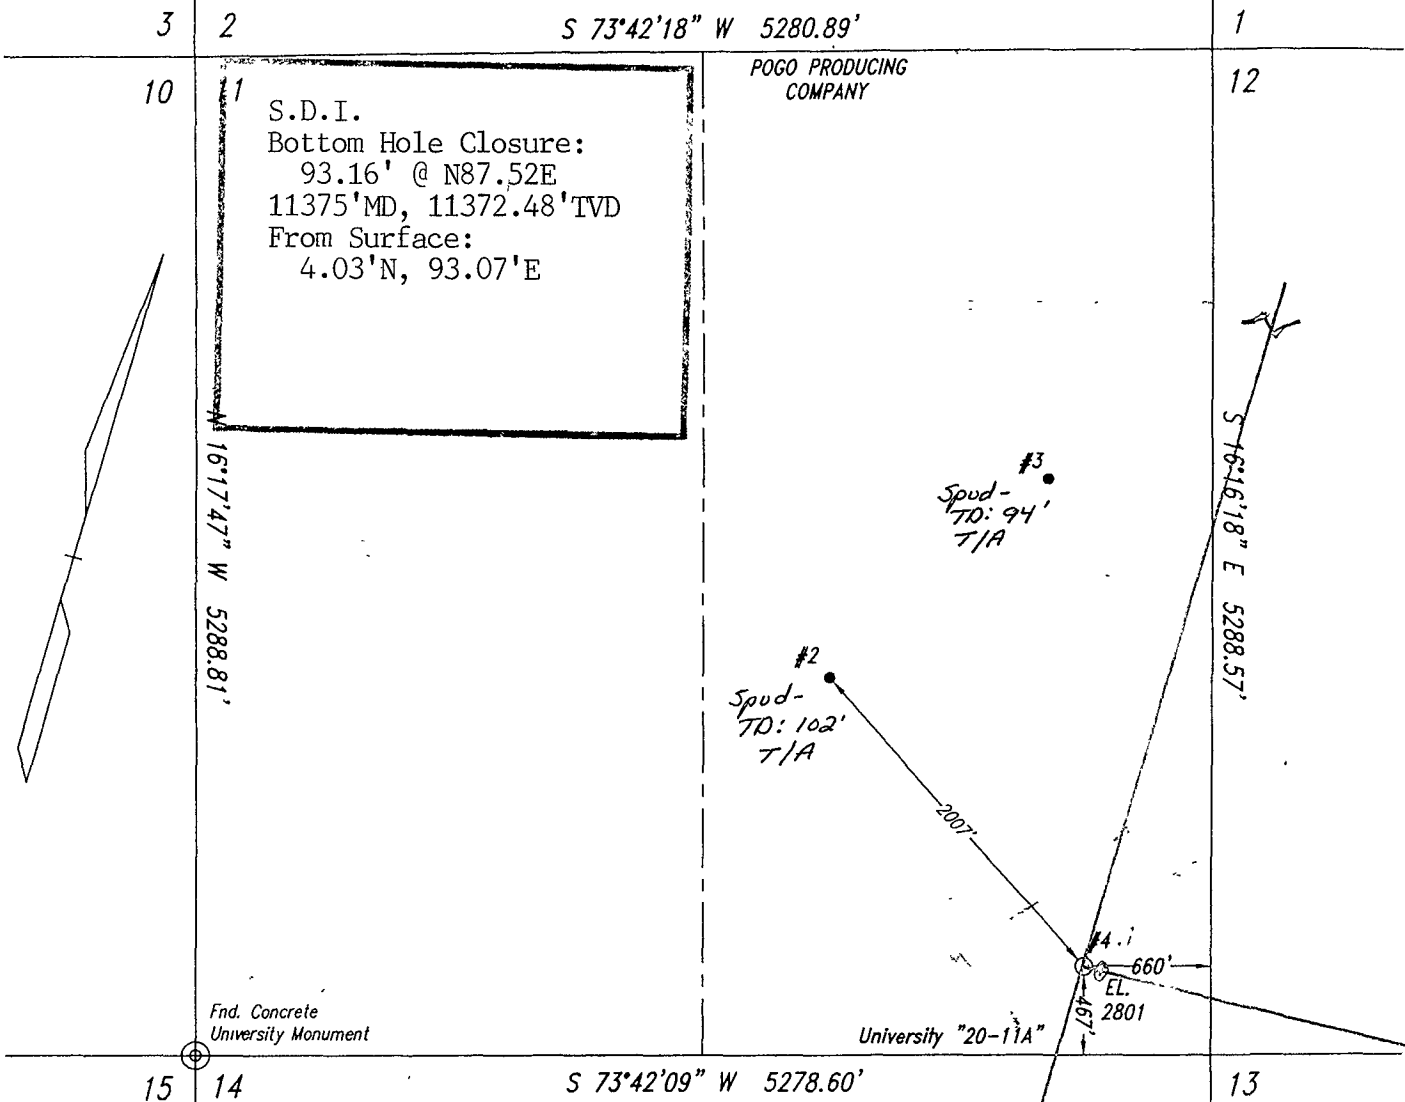 3 2
S 73°42'18" W 5280.89'
1
POGO PRODUCING
COMPANY
10
11
12
S.D.I.
Bottom Hole Closure:
93.16' @ N87.52E
11375'MD, 11372.48'TVD
From Surface:
4.03'N, 93.07'E
N 16°17'47" W 5288.81'
S 16°16'18" E 5288.57'
#3
Spud-
TD: 94'
T/A
#2
Spud-
TD: 102'
T/A
2007'
#4
660'
EL.
2801
467'
Fnd. Concrete
University Monument
University "20-11A"
15 14
S 73°42'09" W 5278.60'
13